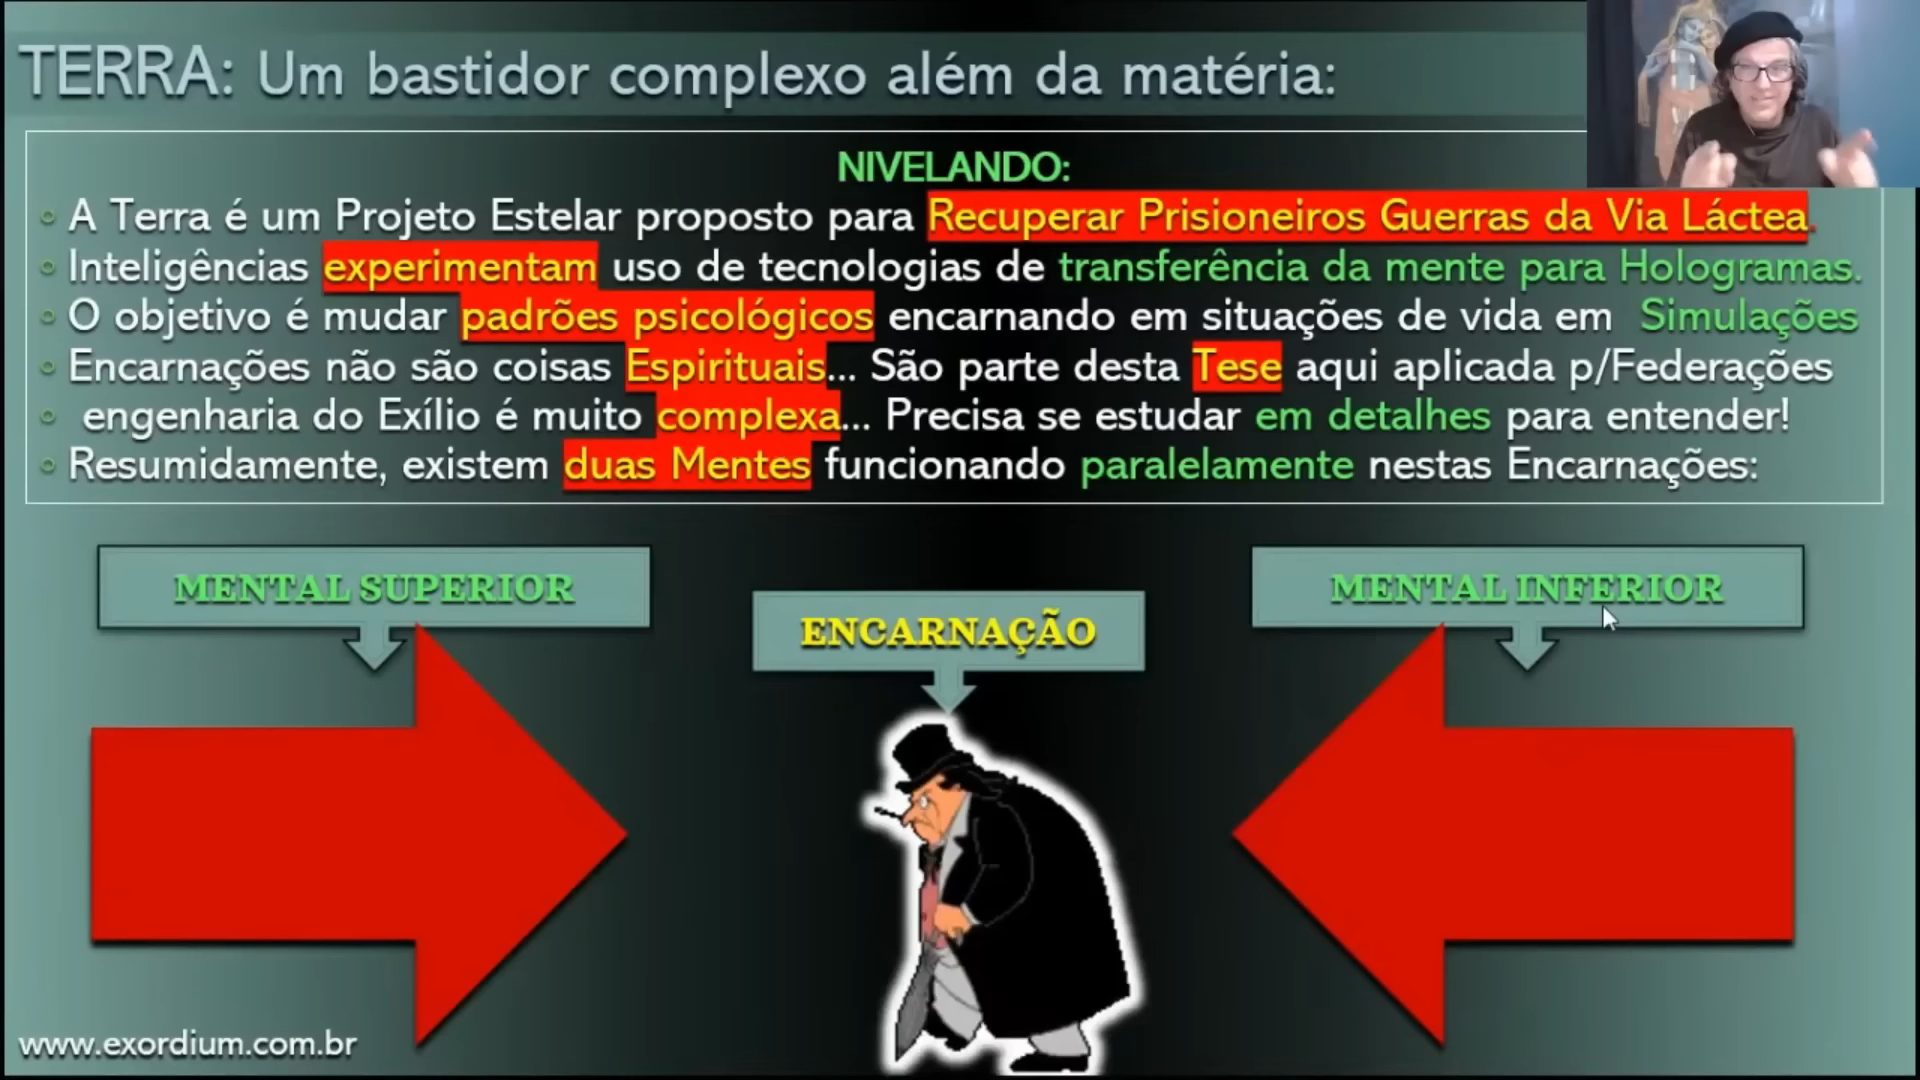 TERRA: Um bastidor complexo além da matéria:
NIVELANDO:
A Terra é um Projeto Estelar proposto para Recuperar Prisioneiros Guerras da Via Láctea.
Inteligências experimentam uso de tecnologias de transferência da mente para Hologramas.
O objetivo é mudar padrões psicológicos encarnando em situações de vida em Simulações
Encarnações não são coisas Espirituais... São parte desta Tese aqui aplicada p/Federações
engenharia do Exílio é muito complexa... Precisa se estudar em detalhes para entender!
Resumidamente, existem duas Mentes funcionando paralelamente nestas Encarnações:
MENTAL SUPERIOR
ENCARNAÇÃO
MENTAL INFERIOR
www.exordium.com.br